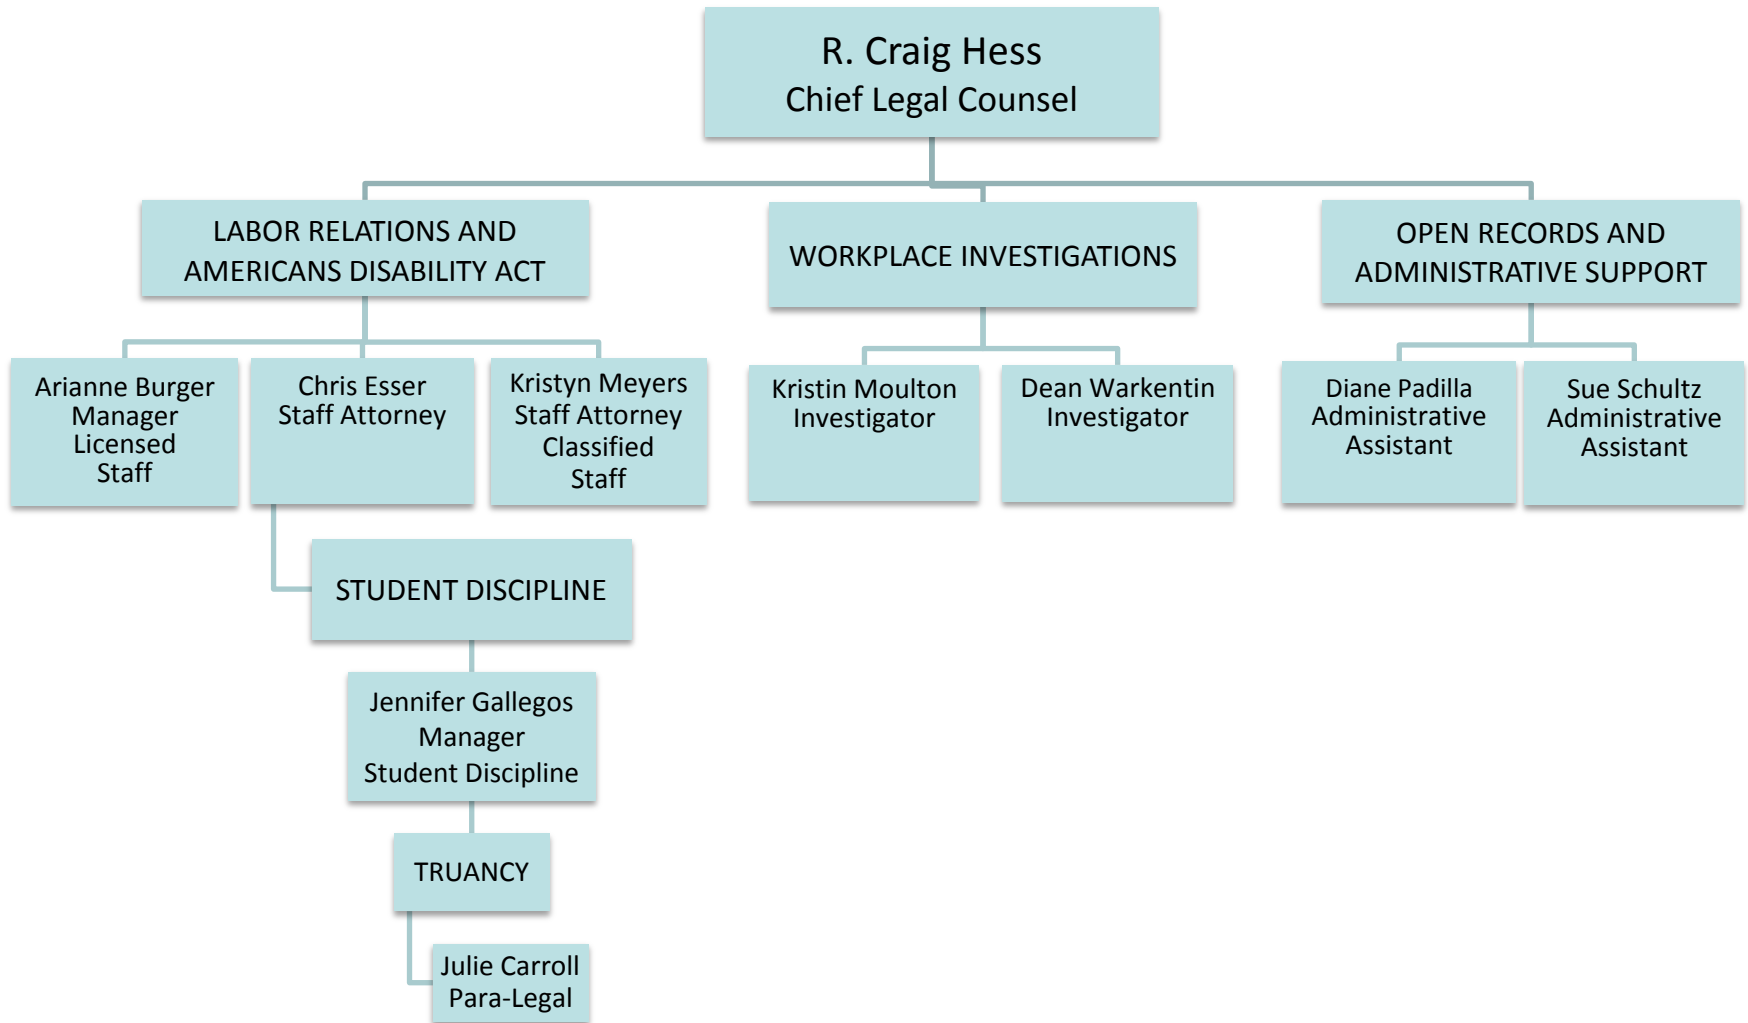 R. Craig Hess
Chief Legal Counsel
LABOR RELATIONS AND
AMERICANS DISABILITY ACT
WORKPLACE INVESTIGATIONS
OPEN RECORDS AND
ADMINISTRATIVE SUPPORT
Arianne Burger
Manager
Licensed
Staff
Chris Esser
Staff Attorney
Kristyn Meyers
Staff Attorney
Classified
Staff
Kristin Moulton
Investigator
Dean Warkentin
Investigator
Diane Padilla
Administrative
Assistant
Sue Schultz
Administrative
Assistant
STUDENT DISCIPLINE
Jennifer Gallegos
Manager
Student Discipline
TRUANCY
Julie Carroll
Para-Legal